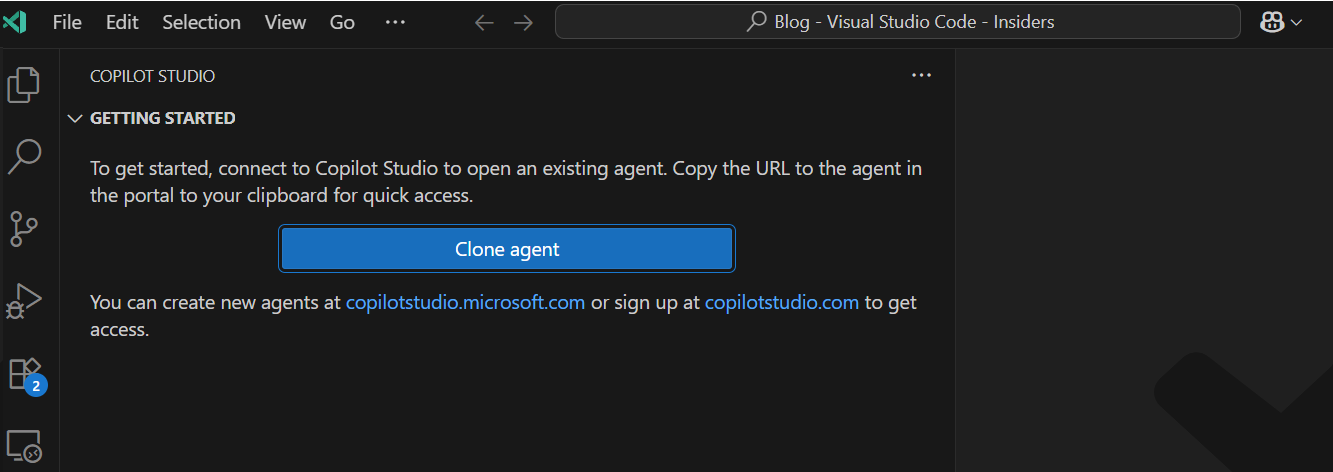 File Edit Selection View Go ··· Blog - Visual Studio Code - Insiders
COPILOT STUDIO ···
GETTING STARTED
To get started, connect to Copilot Studio to open an existing agent. Copy the URL to the agent in
the portal to your clipboard for quick access.
Clone agent
You can create new agents at copilotstudio.microsoft.com or sign up at copilotstudio.com to get
access.
2